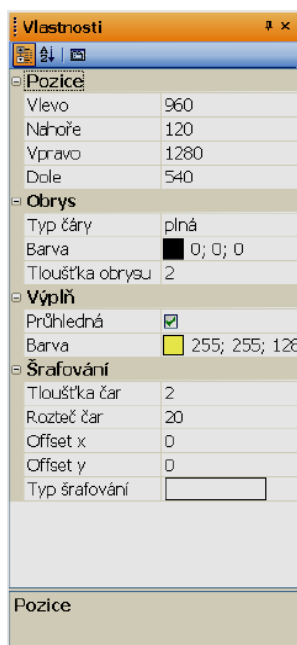 Vlastnosti
Pozice
Vlevo 960
Nahoře 120
Vpravo 1280
Dole 540
Obrys
Typ čáry plná
Barva 0; 0; 0
Tloušťka obrysu 2
Výplň
Průhledná
Barva 255; 255; 128
Šrafování
Tloušťka čar 2
Rozteč čar 20
Offset x 0
Offset y 0
Typ šrafování
Pozice